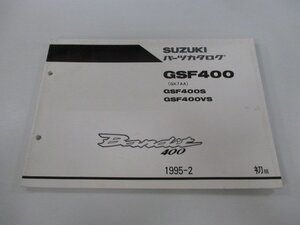 SUZUKI
パーツカタログ
GSF400
(GK7AA)
GSF400S
GSF400VS
Bandit
400
1995-2
初版